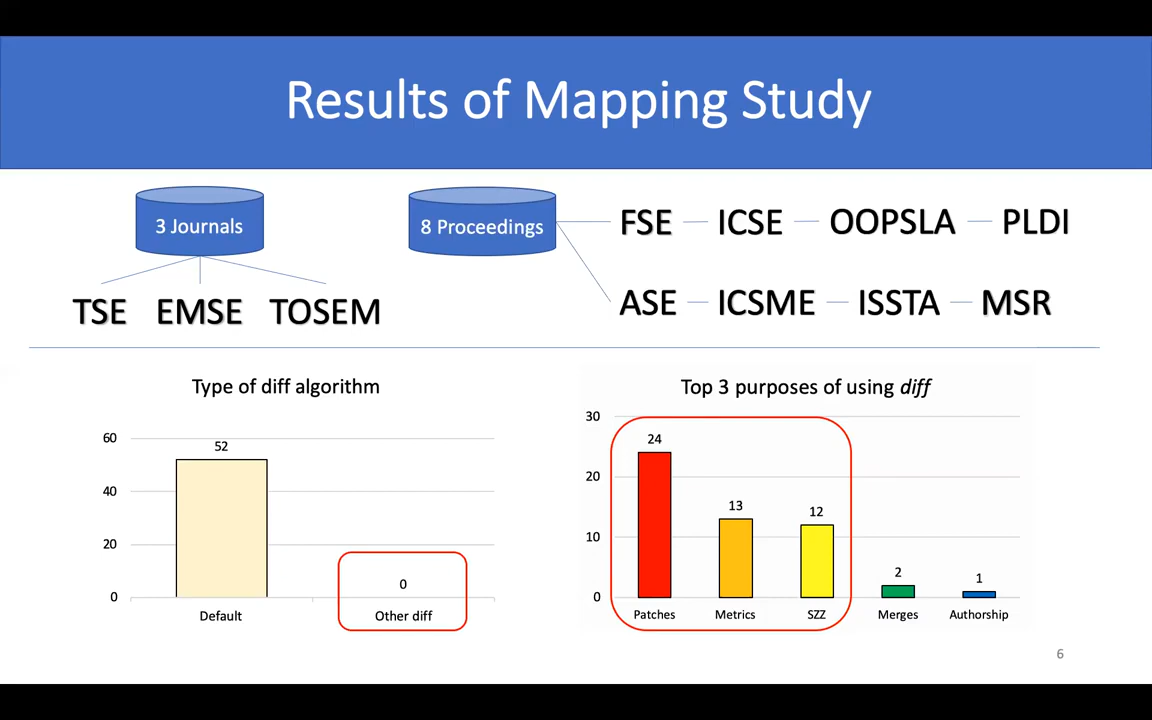 Results of Mapping Study
3 Journals
TSE EMSE TOSEM
8 Proceedings
FSE ICSE OOPSLA PLDI
ASE ICSME ISSTA MSR
Type of diff algorithm
60
40
20
0
52
0
Default Other diff
Top 3 purposes of using diff
30
20
10
0
24
13
12
2
1
Patches Metrics SZZ Merges Authorship
6